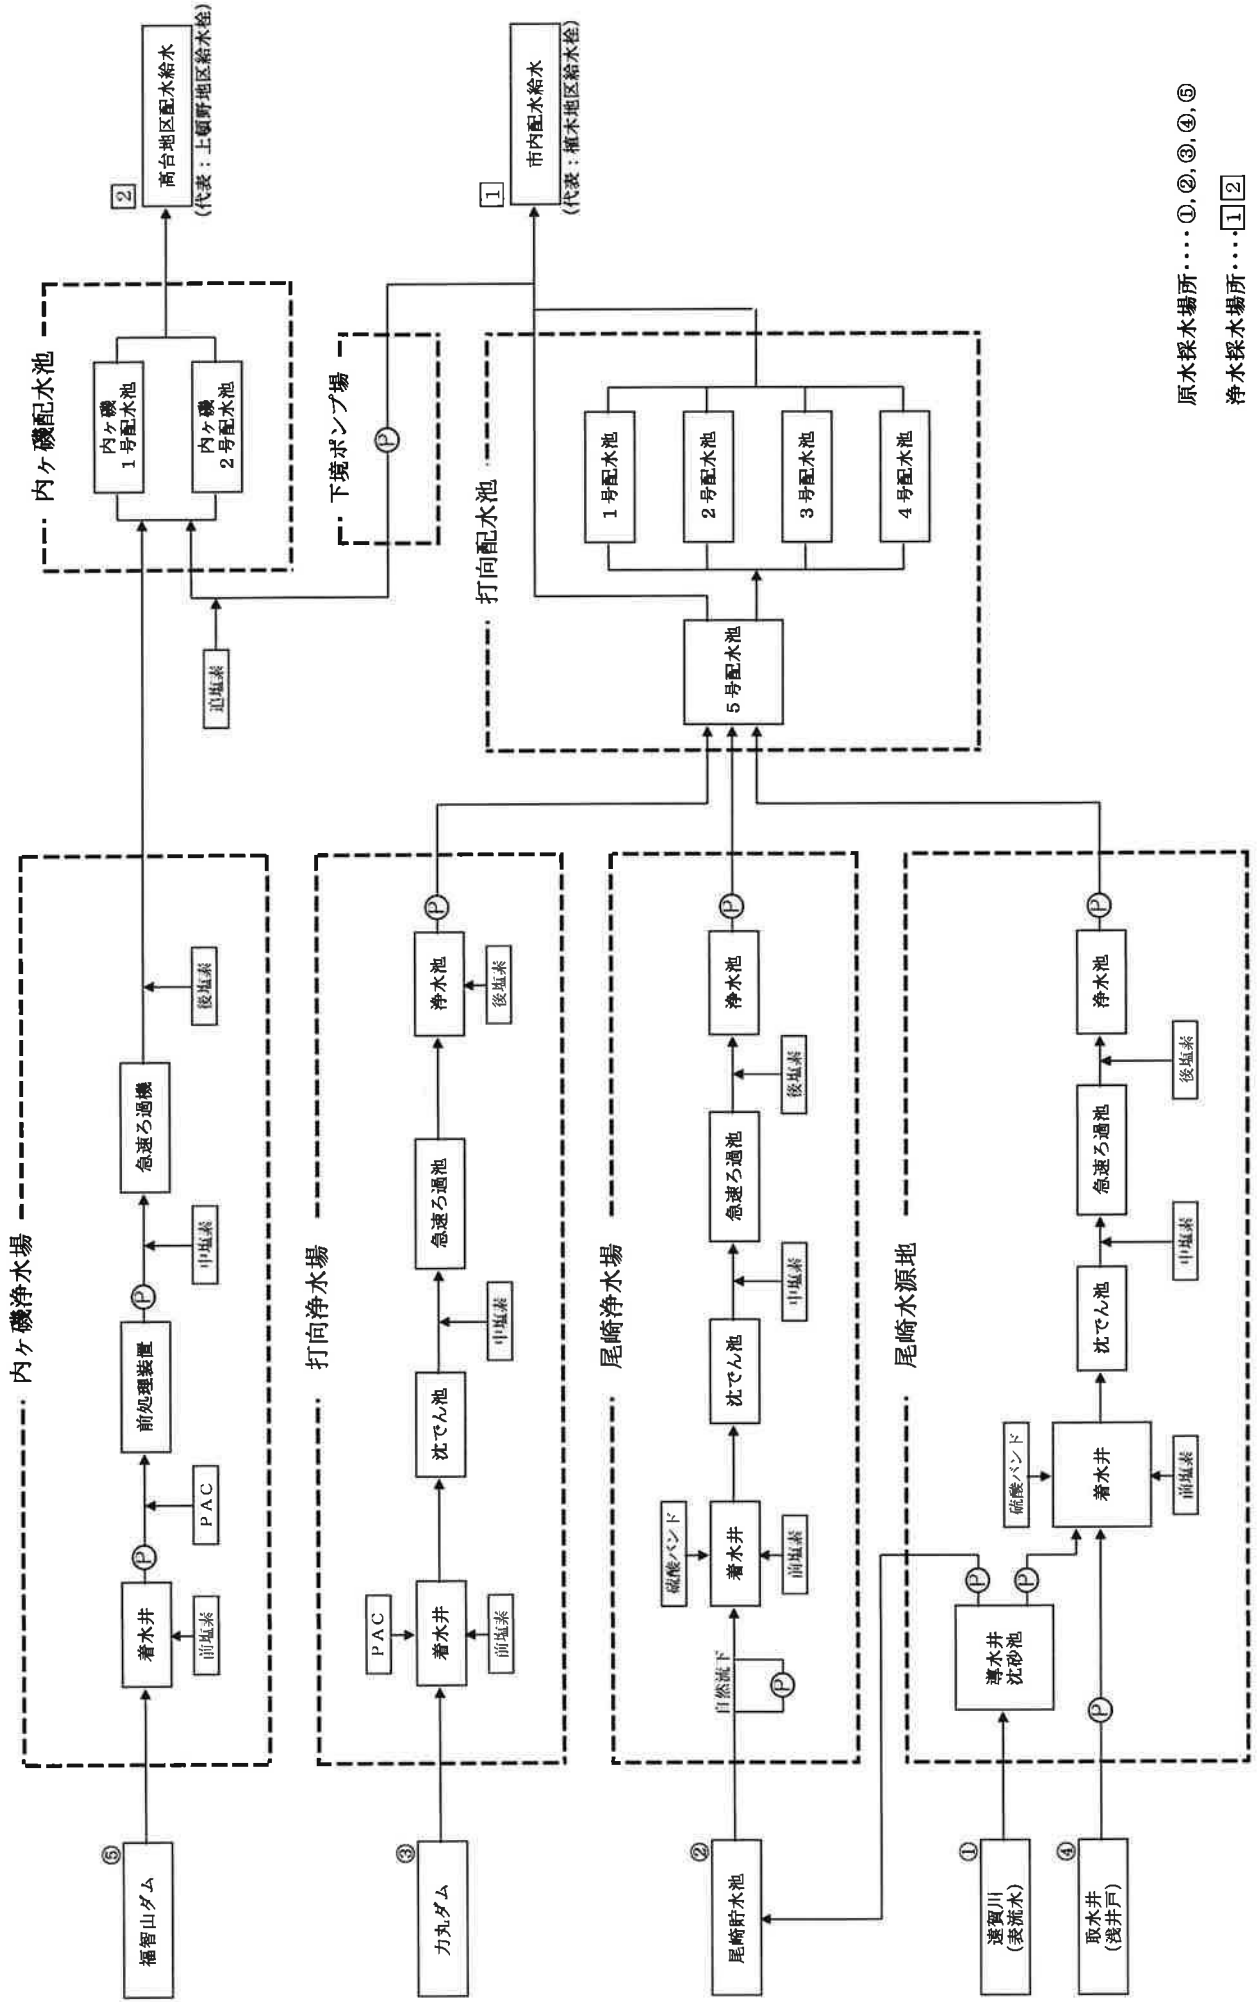 内ヶ磯浄水場
⑤
福智山ダム
着水井
前塩素
P
PAC
前処理装置
P
中塩素
急速ろ過機
後塩素
内ヶ磯配水池
内ヶ磯
1号配水池
内ヶ磯
2号配水池
追塩素
2
高台地区配水給水
(代表：上頓野地区給水栓)
下境ポンプ場
P
打向浄水場
③
力丸ダム
PAC
着水井
前塩素
沈でん池
中塩素
急速ろ過池
浄水池
後塩素
P
打向配水池
5号配水池
1号配水池
2号配水池
3号配水池
4号配水池
1
市内配水給水
(代表：植木地区給水栓)
尾崎浄水場
②
尾崎貯水池
自然流下
P
硫酸バンド
着水井
前塩素
沈でん池
中塩素
急速ろ過池
後塩素
浄水池
P
尾崎水源地
①
遠賀川
(表流水)
④
取水井
(浅井戸)
導水井
沈砂池
P
P
P
硫酸バンド
着水井
前塩素
沈でん池
中塩素
急速ろ過池
後塩素
浄水池
P
原水採水場所‥‥①,②,③,④,⑤
浄水採水場所‥‥1 2